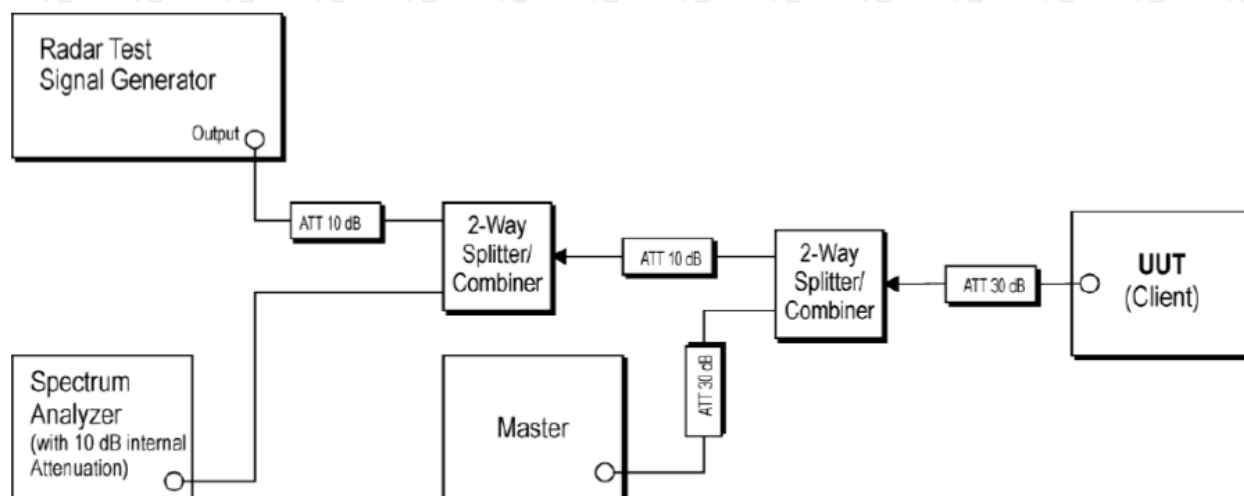 Radar Test
Signal Generator
Output
ATT 10 dB
2-Way
Splitter/
Combiner
ATT 10 dB
2-Way
Splitter/
Combiner
ATT 30 dB
UUT
(Client)
Spectrum
Analyzer
(with 10 dB internal
Attenuation)
Master
ATT 30 dB